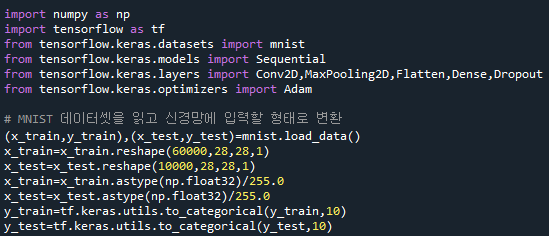 import numpy as np
import tensorflow as tf
from tensorflow.keras.datasets import mnist
from tensorflow.keras.models import Sequential
from tensorflow.keras.layers import Conv2D,MaxPooling2D,Flatten,Dense,Dropout
from tensorflow.keras.optimizers import Adam

# MNIST 데이터셋을 읽고 신경망에 입력할 형태로 변환
(x_train,y_train),(x_test,y_test)=mnist.load_data()
x_train=x_train.reshape(60000,28,28,1)
x_test=x_test.reshape(10000,28,28,1)
x_train=x_train.astype(np.float32)/255.0
x_test=x_test.astype(np.float32)/255.0
y_train=tf.keras.utils.to_categorical(y_train,10)
y_test=tf.keras.utils.to_categorical(y_test,10)